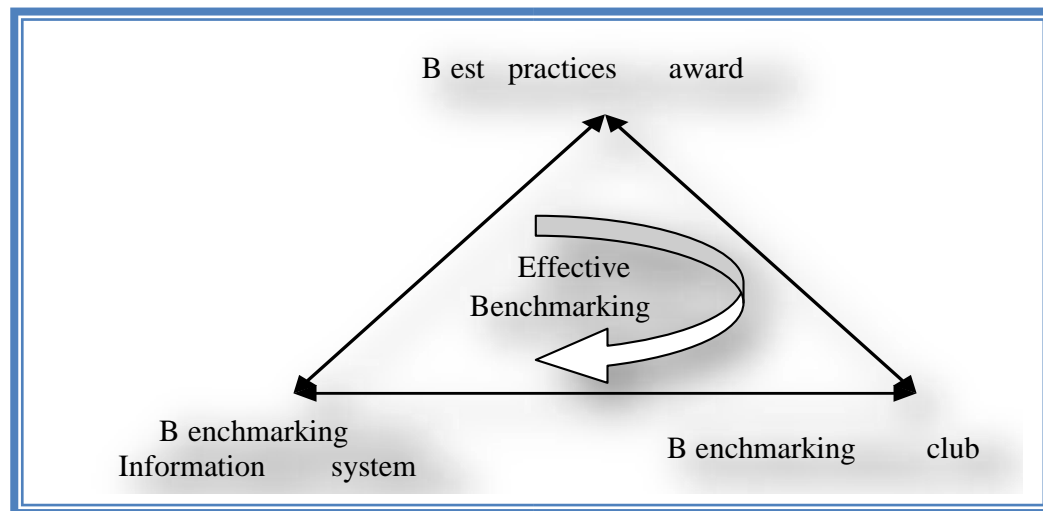 B est practices award
Effective
Benchmarking
B enchmarking
Information system
B enchmarking club